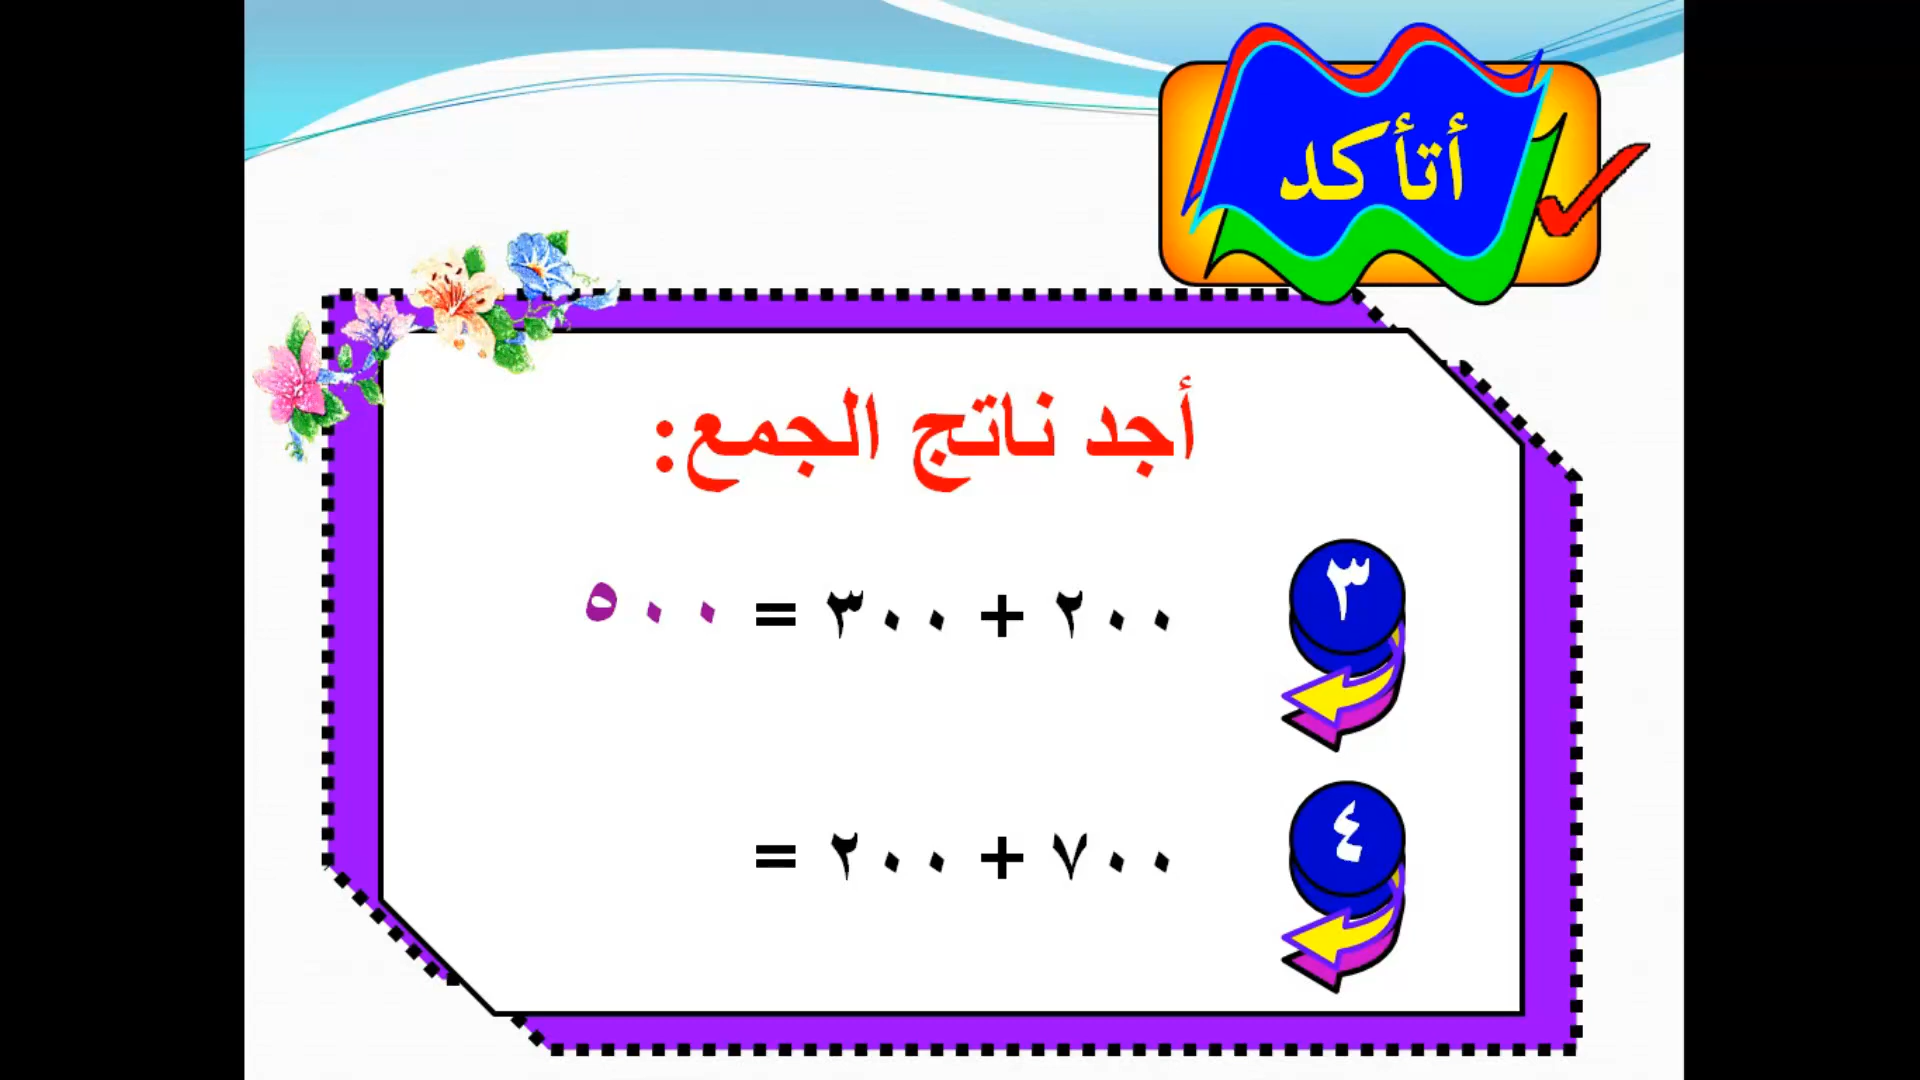 أتأكد
أجد ناتج الجمع:
٣
٢٠٠ + ٣٠٠ = ٥٠٠
٤
٧٠٠ + ٢٠٠ =